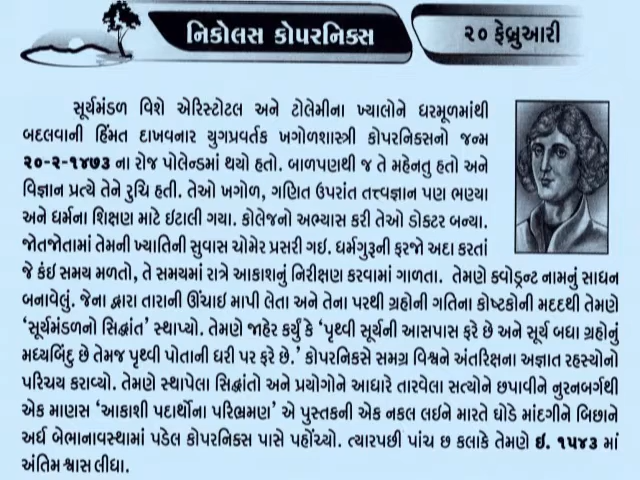 નિકોલસ કોપરનિક્સ
૨૦ ફેબ્રુઆરી
સૂર્યમંડળ વિશે એરિસ્ટોટલ અને ટોલેમીના ખ્યાલોને ધરમૂળમાંથી
બદલવાની હિંમત દાખવનાર યુગપ્રવર્તક ખગોળશાસ્ત્રી કોપરનિક્સનો જન્મ
૨૦-૨-૧૪૭૩ ના રોજ પોલેન્ડમાં થયો હતો. બાળપણથી જ તે મહેનતુ હતો અને
વિજ્ઞાન પ્રત્યે તેને રુચિ હતી. તેઓ ખગોળ, ગણિત ઉપરાંત તત્ત્વજ્ઞાન પણ ભણ્યા
અને ધર્મના શિક્ષણ માટે ઇટાલી ગયા. કોલેજનો અભ્યાસ કરી તેઓ ડોક્ટર બન્યા.
જોતજોતામાં તેમની ખ્યાતિની સુવાસ ચોમેર પ્રસરી ગઇ. ધર્મગુરૂની ફરજો અદા કરતાં
જે કંઇ સમય મળતો, તે સમયમાં રાત્રે આકાશનું નિરીક્ષણ કરવામાં ગાળતા. તેમણે ક્વોડ્રન્ટ નામનું સાધન
બનાવેલું. જેના દ્વારા તારાની ઊંચાઇ માપી લેતા અને તેના પરથી ગ્રહોની ગતિના કોષ્ટકોની મદદથી તેમણે
‘સૂર્યમંડળનો સિદ્ધાંત’ સ્થાપ્યો. તેમણે જાહેર કર્યું કે ‘પૃથ્વી સૂર્યની આસપાસ ફરે છે અને સૂર્ય બધા ગ્રહોનું
મધ્યબિંદુ છે તેમજ પૃથ્વી પોતાની ધરી પર ફરે છે.’ કોપરનિકસે સમગ્ર વિશ્વને અંતરિક્ષના અજ્ઞાત રહસ્યોનો
પરિચય કરાવ્યો. તેમણે સ્થાપેલા સિદ્ધાંતો અને પ્રયોગોને આધારે તારવેલા સત્યોને છપાવીને નુરનબર્ગથી
એક માણસ ‘આકાશી પદાર્થોના પરિભ્રમણ’ એ પુસ્તકની એક નકલ લઇને મારતે ઘોડે માંદગીને બિછાને
અર્ધ બેભાનાવસ્થામાં પડેલ કોપરનિક્સ પાસે પહોંચ્યો. ત્યારપછી પાંચ છ કલાકે તેમણે ઇ. ૧૫૪૩ માં
અંતિમ શ્વાસ લીધા.